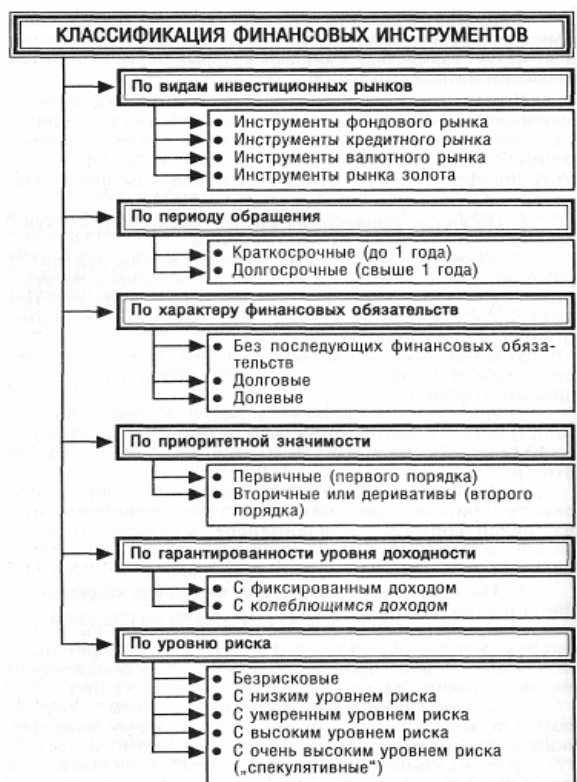 КЛАССИФИКАЦИЯ ФИНАНСОВЫХ ИНСТРУМЕНТОВ
По видам инвестиционных рынков
● Инструменты фондового рынка
● Инструменты кредитного рынка
● Инструменты валютного рынка
● Инструменты рынка золота
По периоду обращения
● Краткосрочные (до 1 года)
● Долгосрочные (свыше 1 года)
По характеру финансовых обязательств
● Без последующих финансовых обяза-
тельств
● Долговые
● Долевые
По приоритетной значимости
● Первичные (первого порядка)
● Вторичные или деривативы (второго
порядка)
По гарантированности уровня доходности
● С фиксированным доходом
● С колеблющимся доходом
По уровню риска
● Безрисковые
● С низким уровнем риска
● С умеренным уровнем риска
● С высоким уровнем риска
● С очень высоким уровнем риска
(„спекулятивные“)